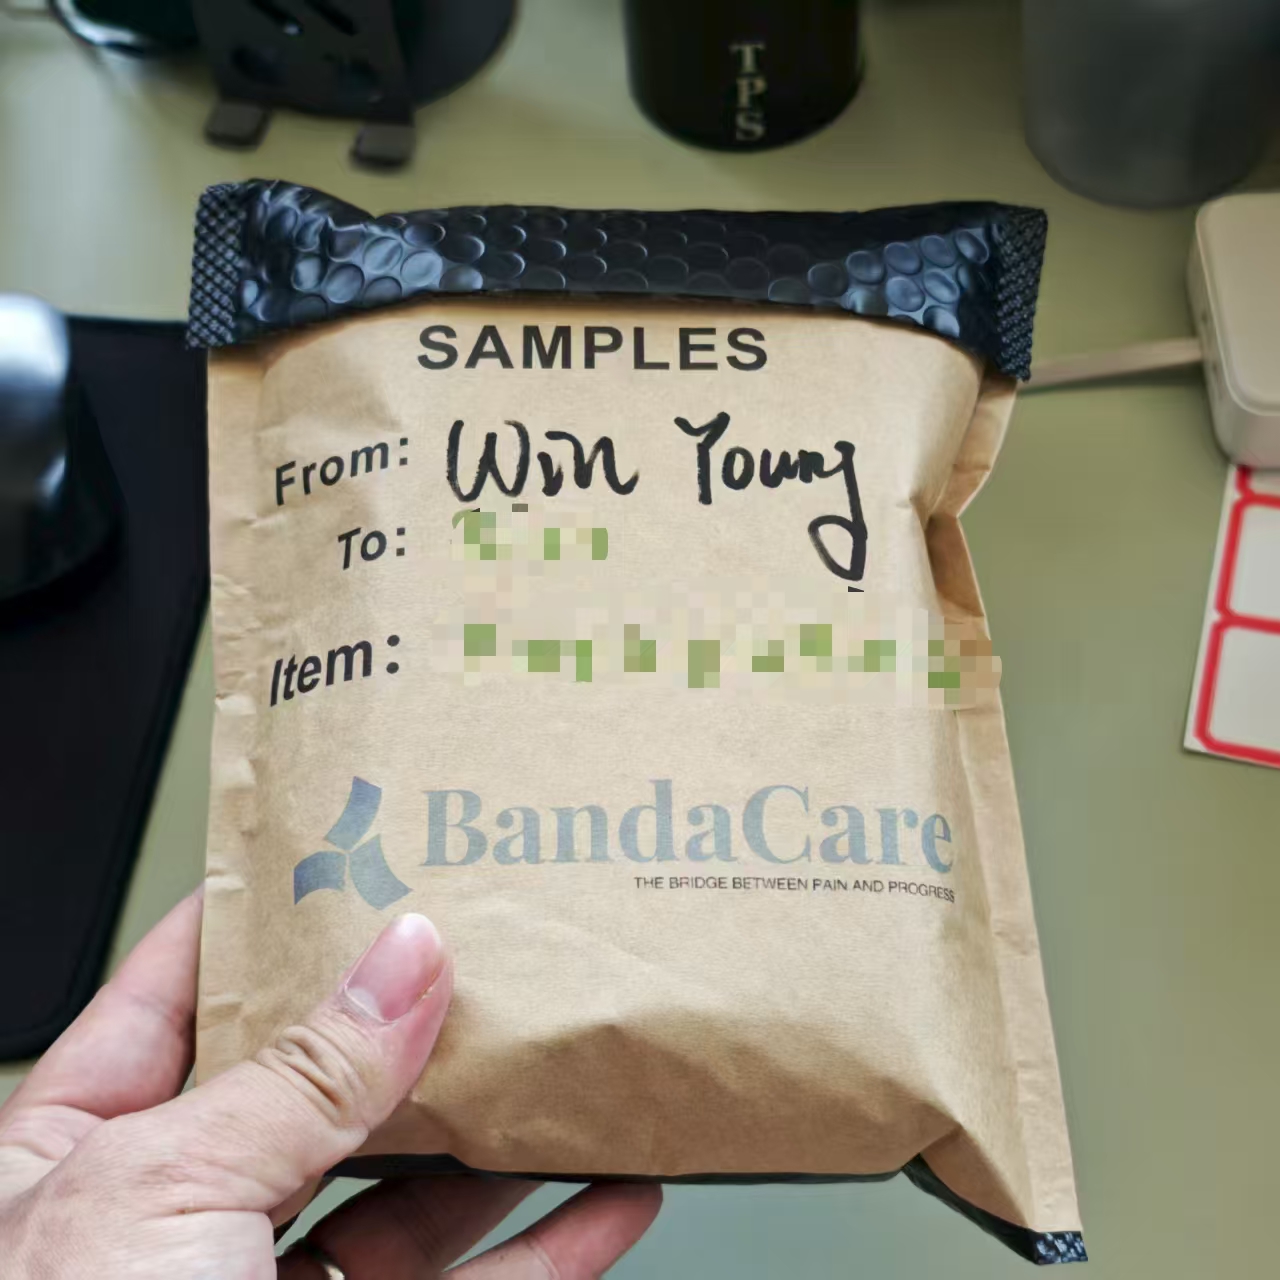 TPS
SAMPLES
From: Win Young
To:
Item:
BandaCare
THE BRIDGE BETWEEN PAIN AND PROGRESS